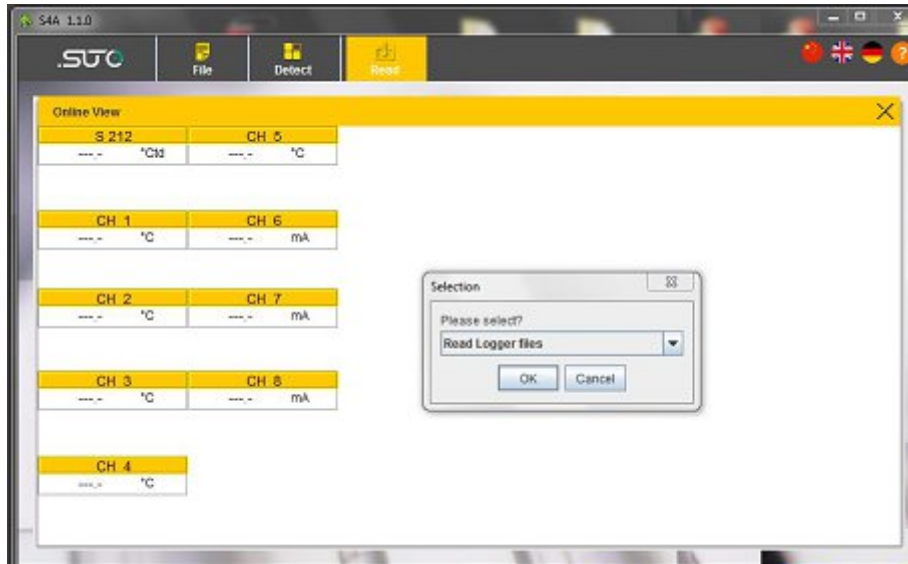 S4A 1.1.0
.SUTO
File
Detect
Read
?
Online View
S 212 CH 5
---.- °Ctd ---.- °C
CH 1 CH 6
---.- °C ---.- mA
CH 2 CH 7
---.- °C ---.- mA
CH 3 CH 8
---.- °C ---.- mA
CH 4
---.- °C
Selection
Please select?
Read Logger files
OK Cancel